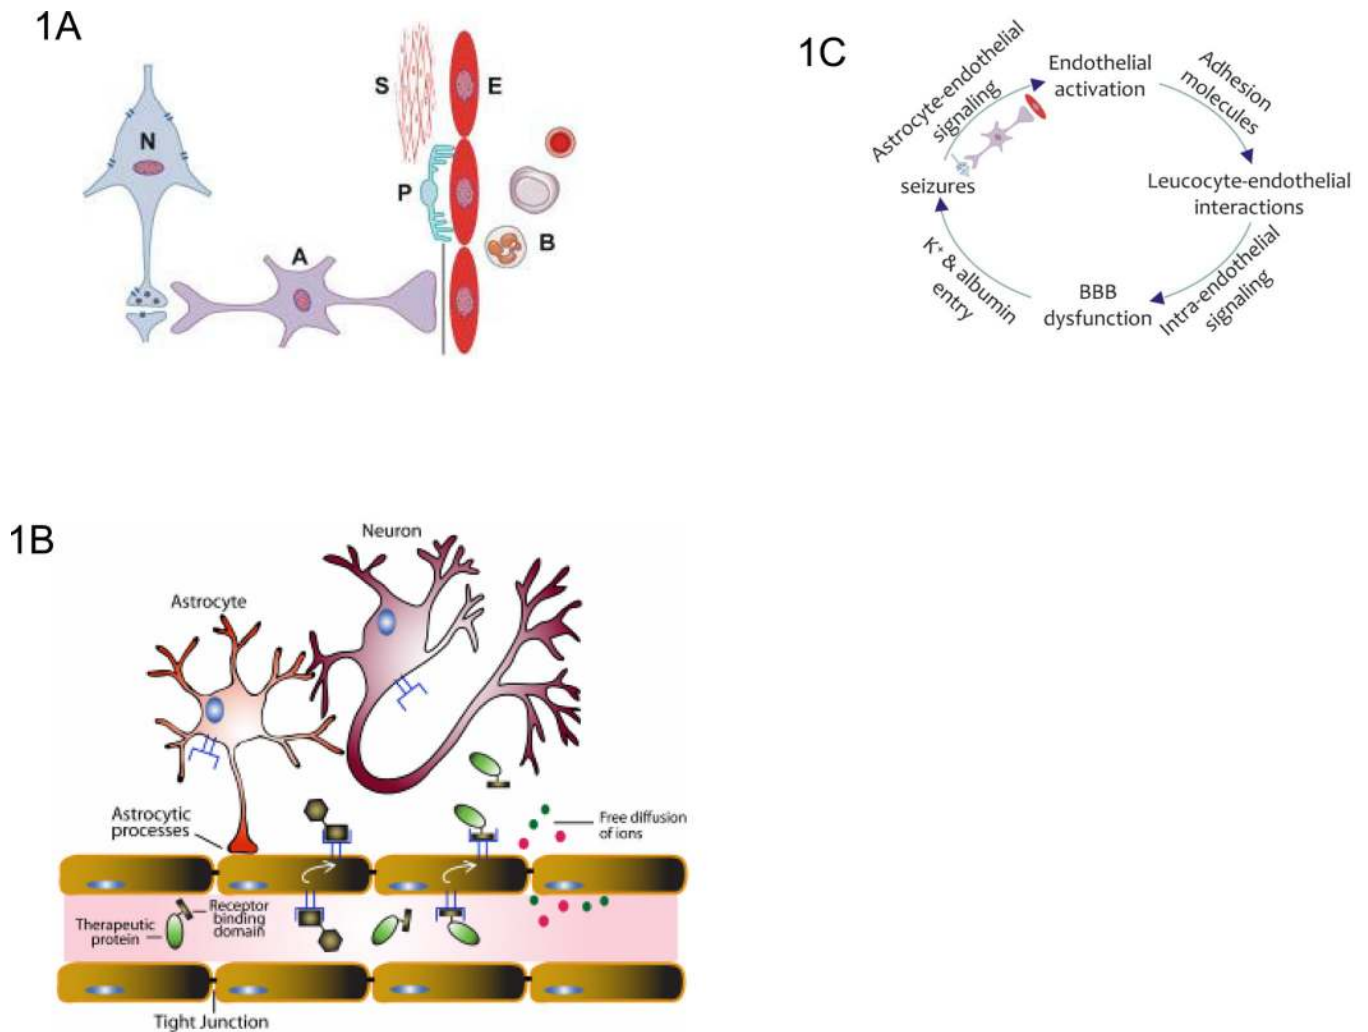 1A
S
E
N
P
B
A
1C
Astrocyte-endothelial
signaling
Endothelial
activation
Adhesion
molecules
seizures
Leucocyte-endothelial
interactions
K⁺ & albumin
entry
BBB
dysfunction
Intra-endothelial
signaling
1B
Neuron
Astrocyte
Astrocytic
processes
Free diffusion
of ions
Therapeutic
protein
Receptor
binding
domain
Tight Junction